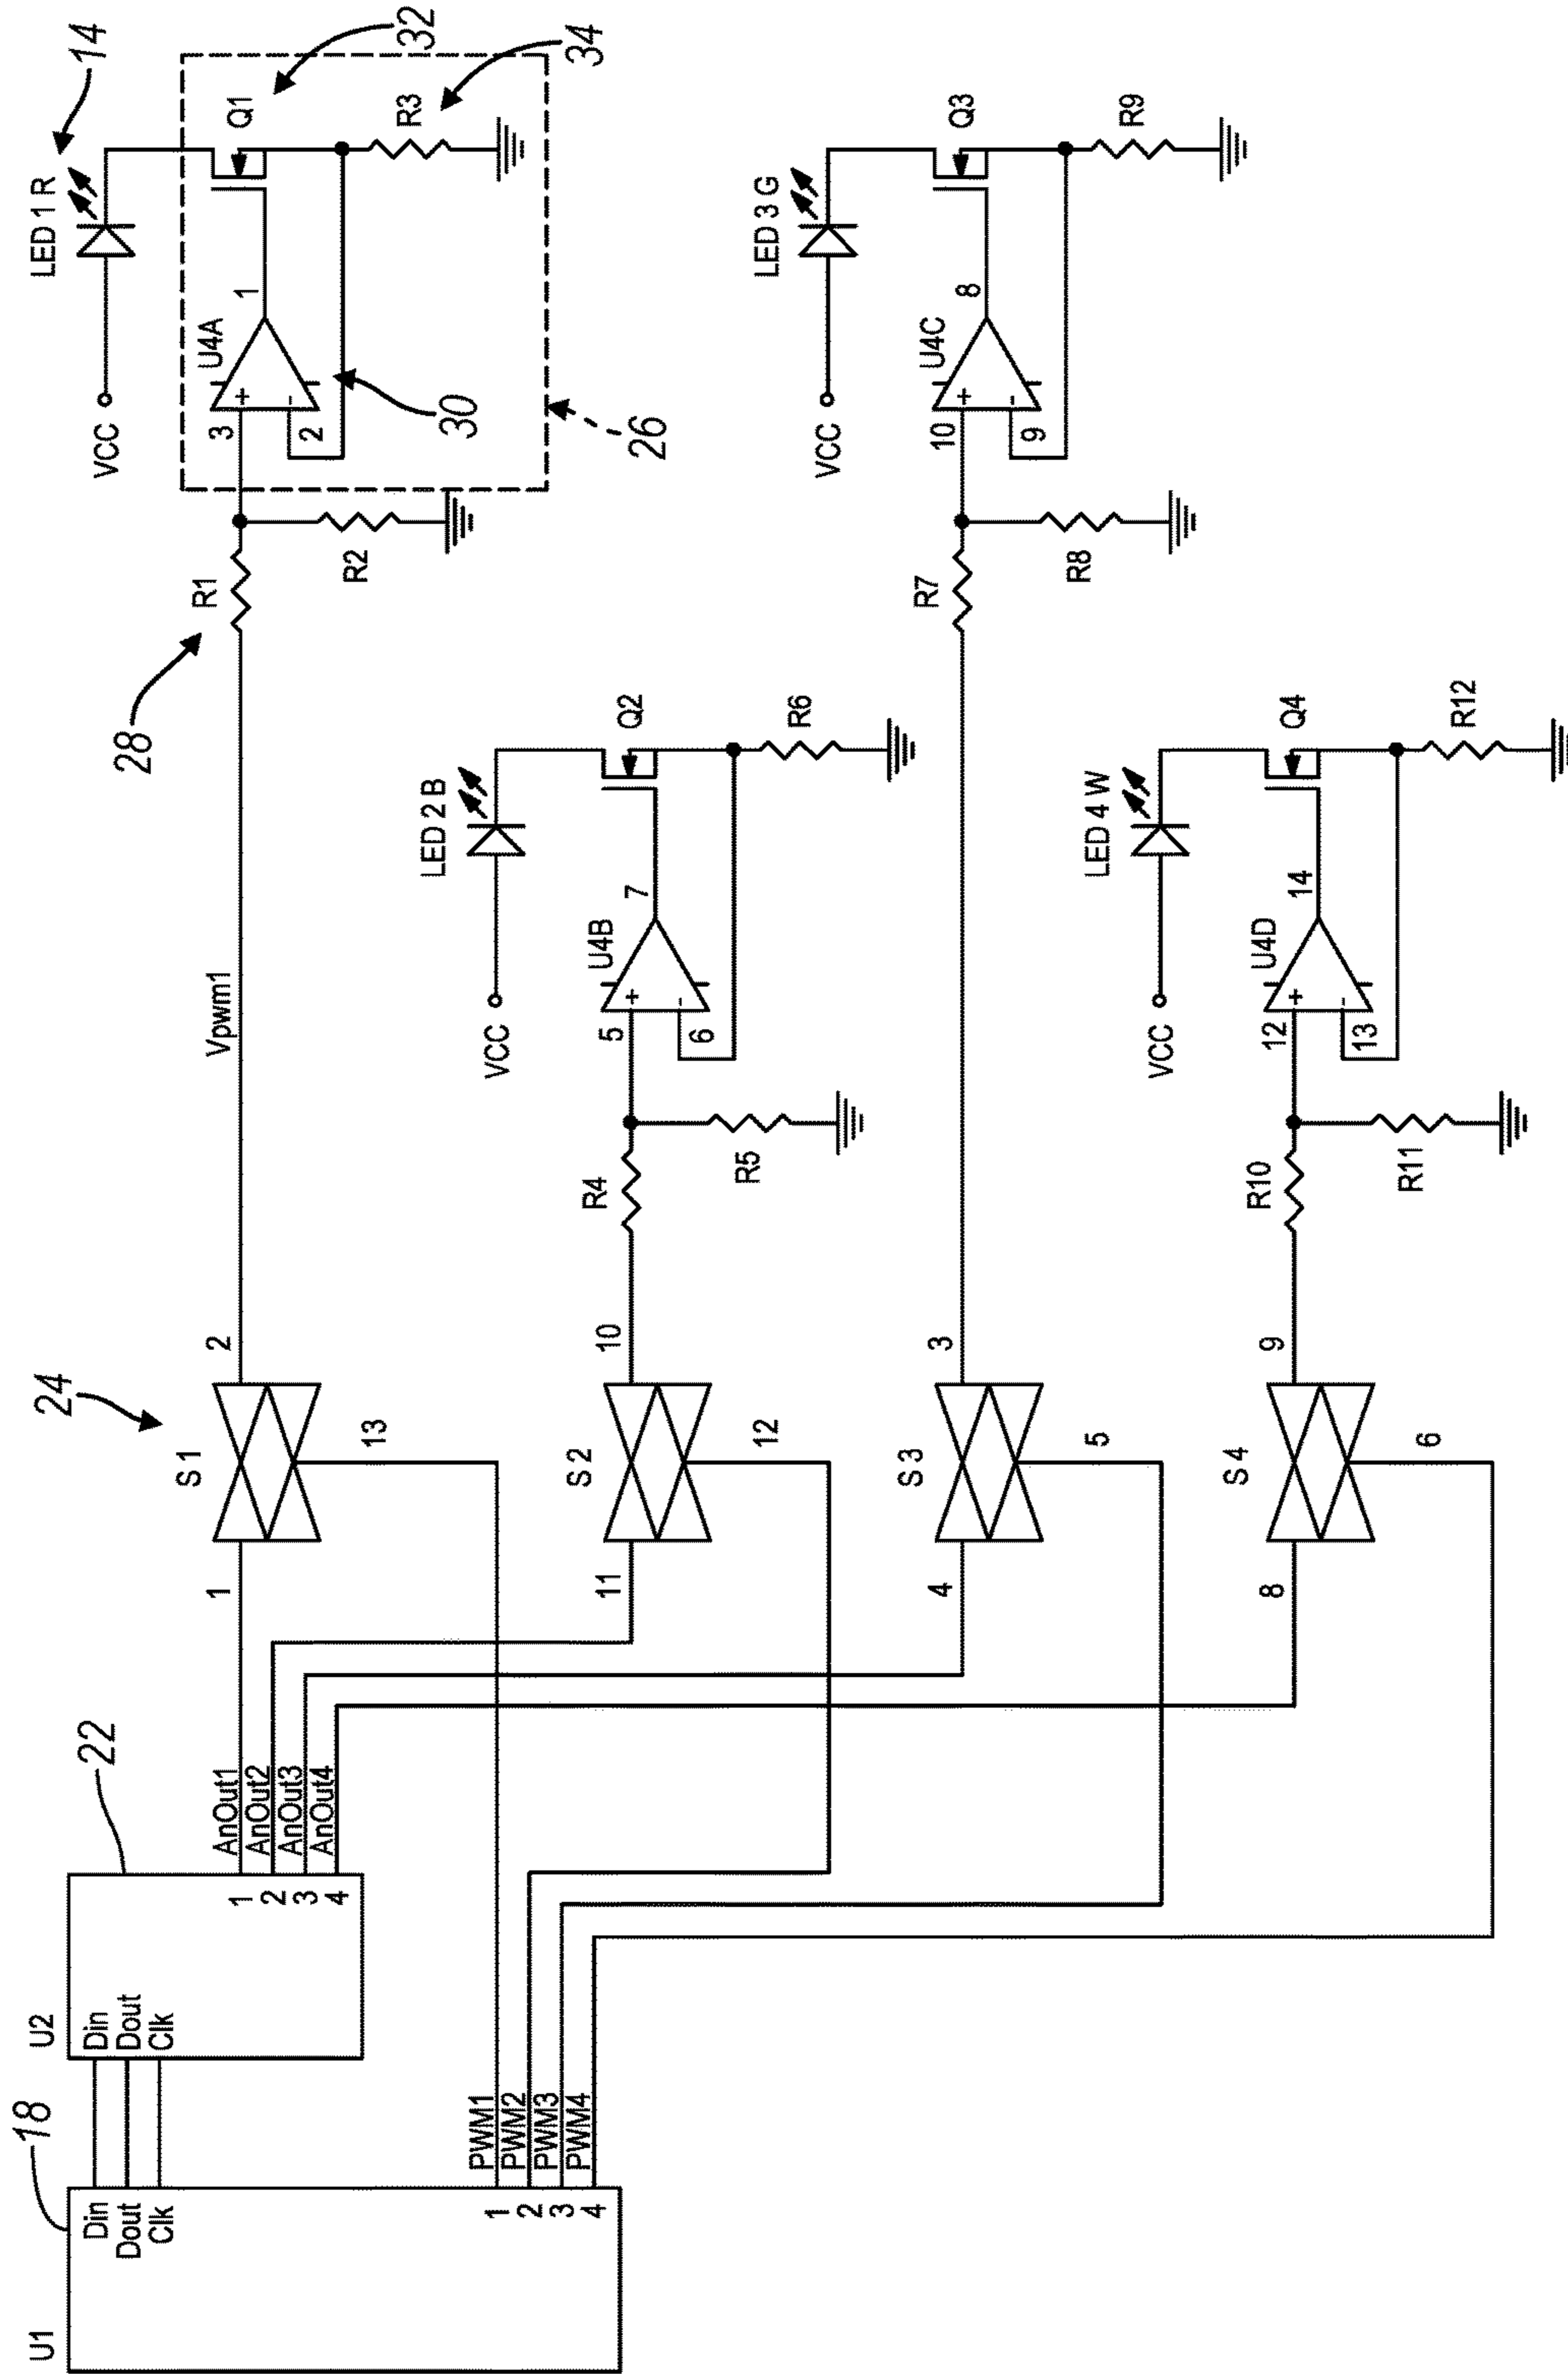 U1
18
Din
Dout
Clk
1
2
3
4
PWM1
PWM2
PWM3
PWM4
U2
22
Din
Dout
Clk
1
2
3
4
AnOut1
AnOut2
AnOut3
AnOut4
24
S 1
1
2
13
Vpwm1
28
R1
R2
VCC
LED 1 R
14
3
2
+
-
U4A
1
30
26
Q1
32
R3
34
S 2
11
10
12
R4
R5
VCC
LED 2 B
5
6
+
-
U4B
7
Q2
R6
S 3
4
3
5
R7
R8
VCC
LED 3 G
10
9
+
-
U4C
8
Q3
R9
S 4
8
9
6
R10
R11
VCC
LED 4 W
12
13
+
-
U4D
14
Q4
R12